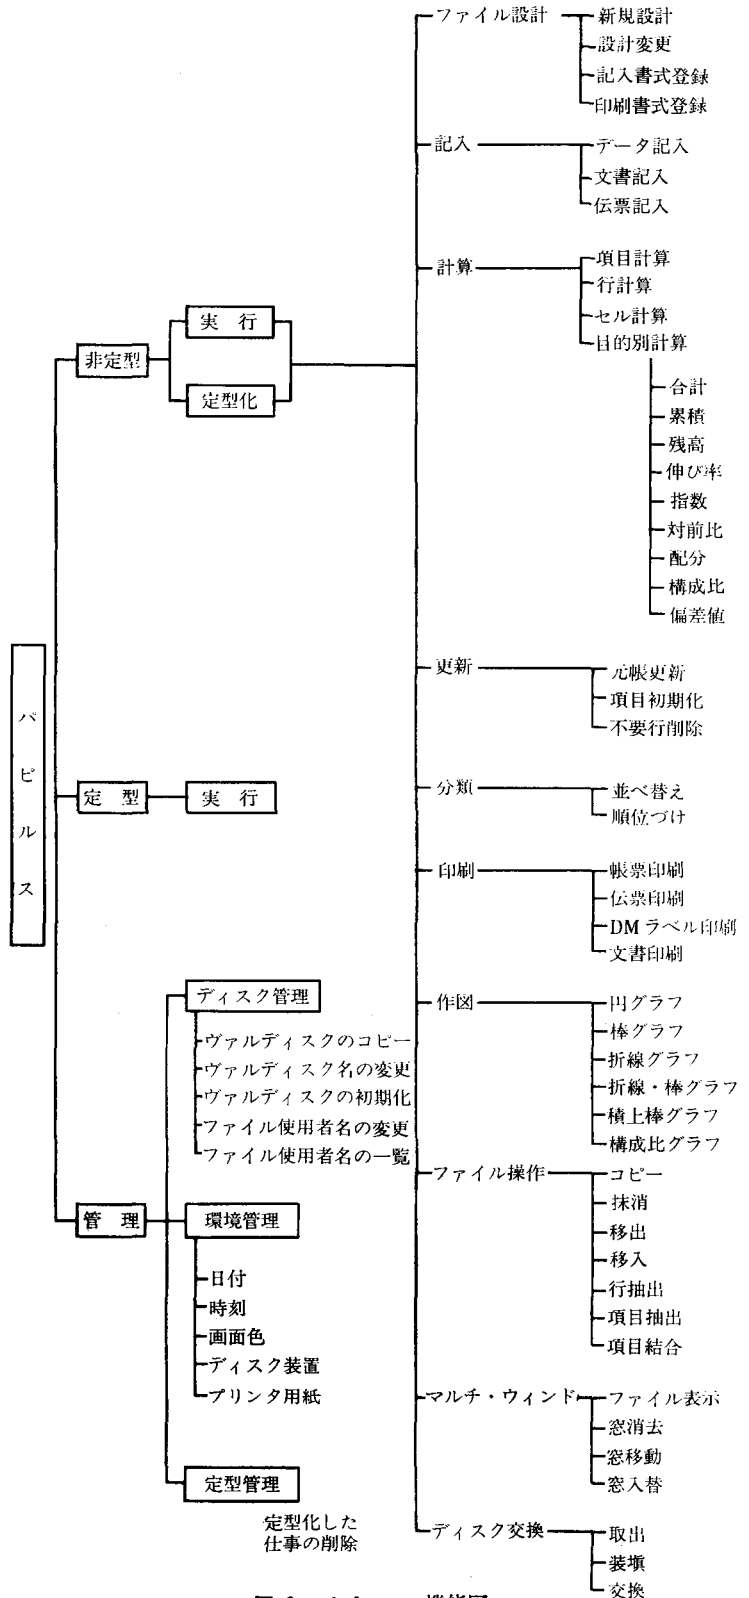 パピルス
非定型
実行
定型化
定型
実行
管理
ディスク管理
ヴァルディスクのコピー
ヴァルディスク名の変更
ヴァルディスクの初期化
ファイル使用者名の変更
ファイル使用者名の一覧
環境管理
日付
時刻
画面色
ディスク装置
プリンタ用紙
定型管理
定型化した
仕事の削除
ファイル設計
新規設計
設計変更
記入書式登録
印刷書式登録
記入
データ記入
文書記入
伝票記入
計算
項目計算
行計算
セル計算
目的別計算
合計
累積
残高
伸び率
指数
対前比
配分
構成比
偏差値
更新
元帳更新
項目初期化
不要行削除
分類
並べ替え
順位づけ
印刷
帳票印刷
伝票印刷
DMラベル印刷
文書印刷
作図
円グラフ
棒グラフ
折線グラフ
折線・棒グラフ
積上棒グラフ
構成比グラフ
ファイル操作
コピー
抹消
移出
移入
行抽出
項目抽出
項目結合
マルチ・ウィンド
ファイル表示
窓消去
窓移動
窓入替
ディスク交換
取出
装塡
交換